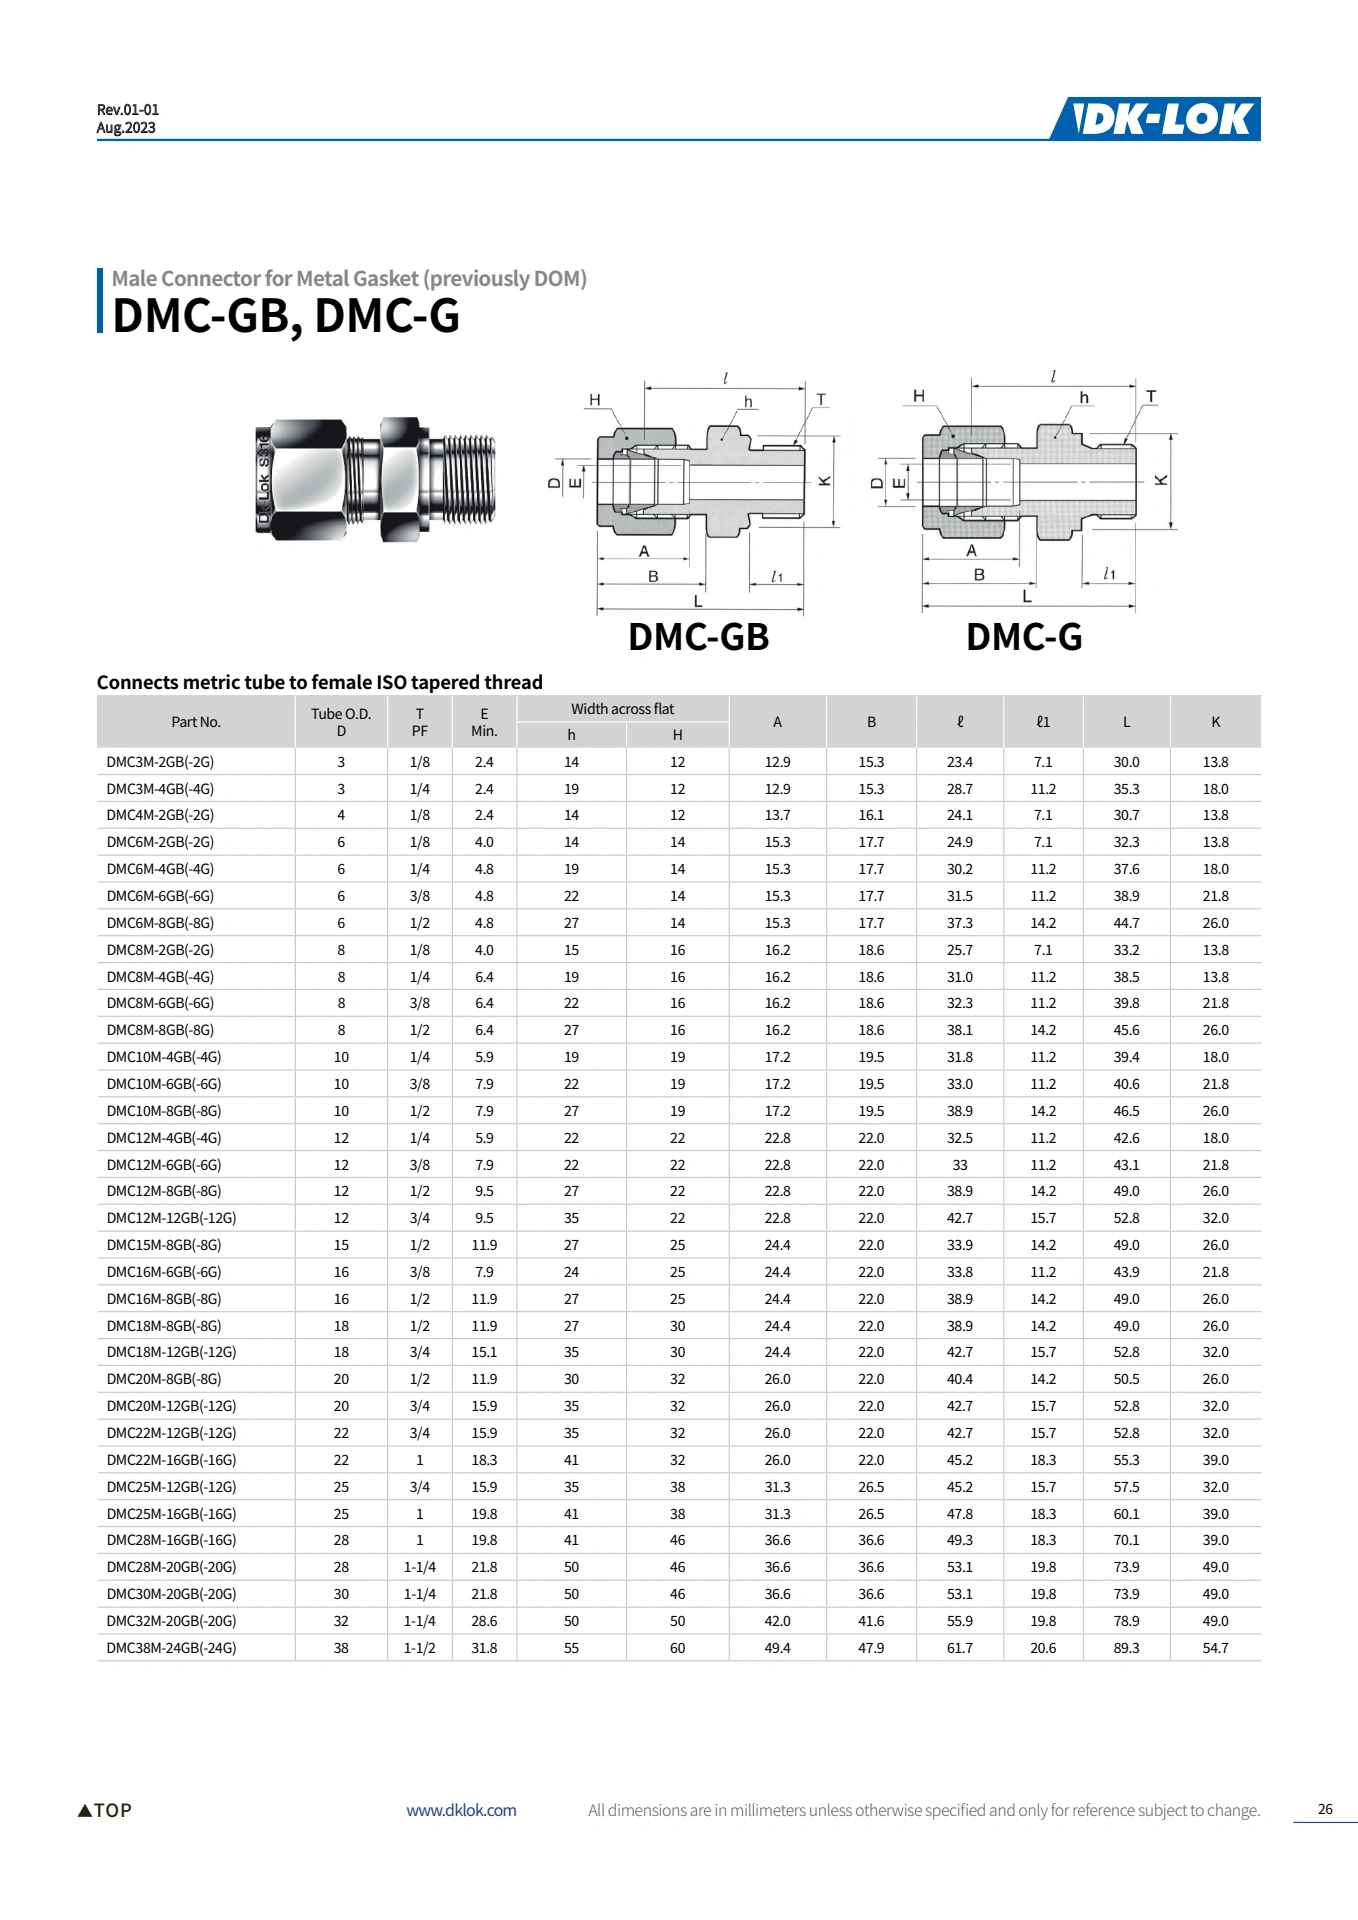 Rev.01-01
Aug.2023
DK-LOK
Male Connector for Metal Gasket (previously DOM)
DMC-GB, DMC-G
DK-Lok S316
l
H
h
T
D
E
K
A
B
l1
L
DMC-GB
l
H
h
T
D
E
K
A
B
l1
L
DMC-G
Connects metric tube to female ISO tapered thread
Part No. Tube O.D. D T PF E Min. Width across flat h H A B ℓ ℓ1 L K
DMC3M-2GB(-2G) 3 1/8 2.4 14 12 12.9 15.3 23.4 7.1 30.0 13.8
DMC3M-4GB(-4G) 3 1/4 2.4 19 12 12.9 15.3 28.7 11.2 35.3 18.0
DMC4M-2GB(-2G) 4 1/8 2.4 14 12 13.7 16.1 24.1 7.1 30.7 13.8
DMC6M-2GB(-2G) 6 1/8 4.0 14 14 15.3 17.7 24.9 7.1 32.3 13.8
DMC6M-4GB(-4G) 6 1/4 4.8 19 14 15.3 17.7 30.2 11.2 37.6 18.0
DMC6M-6GB(-6G) 6 3/8 4.8 22 14 15.3 17.7 31.5 11.2 38.9 21.8
DMC6M-8GB(-8G) 6 1/2 4.8 27 14 15.3 17.7 37.3 14.2 44.7 26.0
DMC8M-2GB(-2G) 8 1/8 4.0 15 16 16.2 18.6 25.7 7.1 33.2 13.8
DMC8M-4GB(-4G) 8 1/4 6.4 19 16 16.2 18.6 31.0 11.2 38.5 13.8
DMC8M-6GB(-6G) 8 3/8 6.4 22 16 16.2 18.6 32.3 11.2 39.8 21.8
DMC8M-8GB(-8G) 8 1/2 6.4 27 16 16.2 18.6 38.1 14.2 45.6 26.0
DMC10M-4GB(-4G) 10 1/4 5.9 19 19 17.2 19.5 31.8 11.2 39.4 18.0
DMC10M-6GB(-6G) 10 3/8 7.9 22 19 17.2 19.5 33.0 11.2 40.6 21.8
DMC10M-8GB(-8G) 10 1/2 7.9 27 19 17.2 19.5 38.9 14.2 46.5 26.0
DMC12M-4GB(-4G) 12 1/4 5.9 22 22 22.8 22.0 32.5 11.2 42.6 18.0
DMC12M-6GB(-6G) 12 3/8 7.9 22 22 22.8 22.0 33 11.2 43.1 21.8
DMC12M-8GB(-8G) 12 1/2 9.5 27 22 22.8 22.0 38.9 14.2 49.0 26.0
DMC12M-12GB(-12G) 12 3/4 9.5 35 22 22.8 22.0 42.7 15.7 52.8 32.0
DMC15M-8GB(-8G) 15 1/2 11.9 27 25 24.4 22.0 33.9 14.2 49.0 26.0
DMC16M-6GB(-6G) 16 3/8 7.9 24 25 24.4 22.0 33.8 11.2 43.9 21.8
DMC16M-8GB(-8G) 16 1/2 11.9 27 25 24.4 22.0 38.9 14.2 49.0 26.0
DMC18M-8GB(-8G) 18 1/2 11.9 27 30 24.4 22.0 38.9 14.2 49.0 26.0
DMC18M-12GB(-12G) 18 3/4 15.1 35 30 24.4 22.0 42.7 15.7 52.8 32.0
DMC20M-8GB(-8G) 20 1/2 11.9 30 32 26.0 22.0 40.4 14.2 50.5 26.0
DMC20M-12GB(-12G) 20 3/4 15.9 35 32 26.0 22.0 42.7 15.7 52.8 32.0
DMC22M-12GB(-12G) 22 3/4 15.9 35 32 26.0 22.0 42.7 15.7 52.8 32.0
DMC22M-16GB(-16G) 22 1 18.3 41 32 26.0 22.0 45.2 18.3 55.3 39.0
DMC25M-12GB(-12G) 25 3/4 15.9 35 38 31.3 26.5 45.2 15.7 57.5 32.0
DMC25M-16GB(-16G) 25 1 19.8 41 38 31.3 26.5 47.8 18.3 60.1 39.0
DMC28M-16GB(-16G) 28 1 19.8 41 46 36.6 36.6 49.3 18.3 70.1 39.0
DMC28M-20GB(-20G) 28 1-1/4 21.8 50 46 36.6 36.6 53.1 19.8 73.9 49.0
DMC30M-20GB(-20G) 30 1-1/4 21.8 50 46 36.6 36.6 53.1 19.8 73.9 49.0
DMC32M-20GB(-20G) 32 1-1/4 28.6 50 50 42.0 41.6 55.9 19.8 78.9 49.0
DMC38M-24GB(-24G) 38 1-1/2 31.8 55 60 49.4 47.9 61.7 20.6 89.3 54.7
▲TOP
www.dklok.com
All dimensions are in millimeters unless otherwise specified and only for reference subject to change.
26